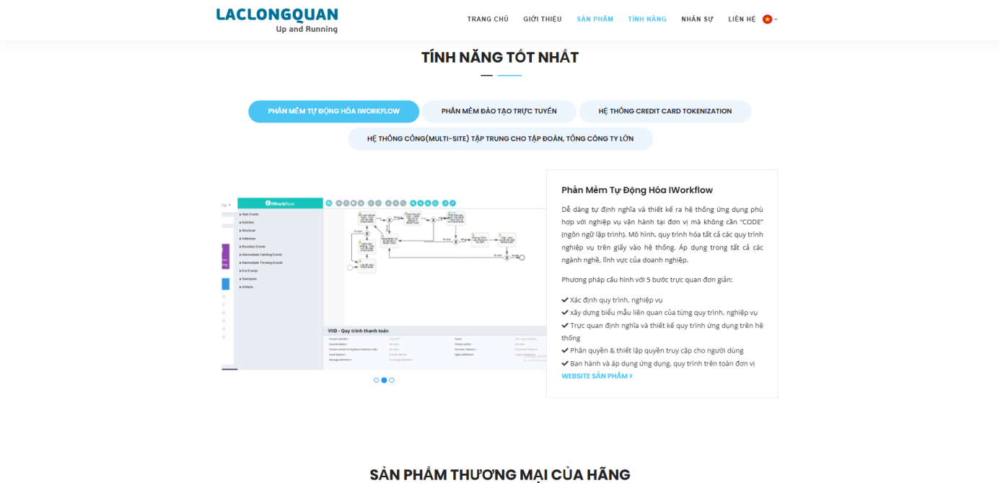 LACLONGQUAN
Up and Running
TRANG CHỦ GIỚI THIỆU SẢN PHẨM TÍNH NĂNG NHÂN SỰ LIÊN HỆ
TÍNH NĂNG TỐT NHẤT
PHẦN MỀM TỰ ĐỘNG HÓA IWORKFLOW
PHẦN MỀM ĐÀO TẠO TRỰC TUYẾN
HỆ THỐNG CREDIT CARD TOKENIZATION
HỆ THỐNG CỔNG(MULTI-SITE) TẬP TRUNG CHO TẬP ĐOÀN, TỔNG CÔNG TY LỚN
iWorkflow
Start Events
Activities
Structural
Gateways
Boundary Events
Intermediate Catching Events
Intermediate Throwing Events
End Events
Swimlanes
Artifacts
VIID - Quy trình thanh toán
Phần Mềm Tự Động Hóa IWorkflow
Dễ dàng tự định nghĩa và thiết kế ra hệ thống ứng dụng phù
hợp với nghiệp vụ vận hành tại đơn vị mà không cần “CODE”
(ngôn ngữ lập trình). Mô hình, quy trình hóa tất cả các quy trình
nghiệp vụ trên giấy vào hệ thống. Áp dụng trong tất cả các
ngành nghề, lĩnh vực của doanh nghiệp.
Phương pháp cấu hình với 5 bước trực quan đơn giản:
Xác định quy trình, nghiệp vụ
xây dựng biểu mẫu liên quan của từng quy trình, nghiệp vụ
Trực quan định nghĩa và thiết kế quy trình ứng dụng trên hệ
thống
Phân quyền & thiết lập quyền truy cập cho người dùng
Ban hành và áp dụng ứng dụng, quy trình trên toàn đơn vị
WEBSITE SẢN PHẨM
SẢN PHẨM THƯƠNG MẠI CỦA HÃNG